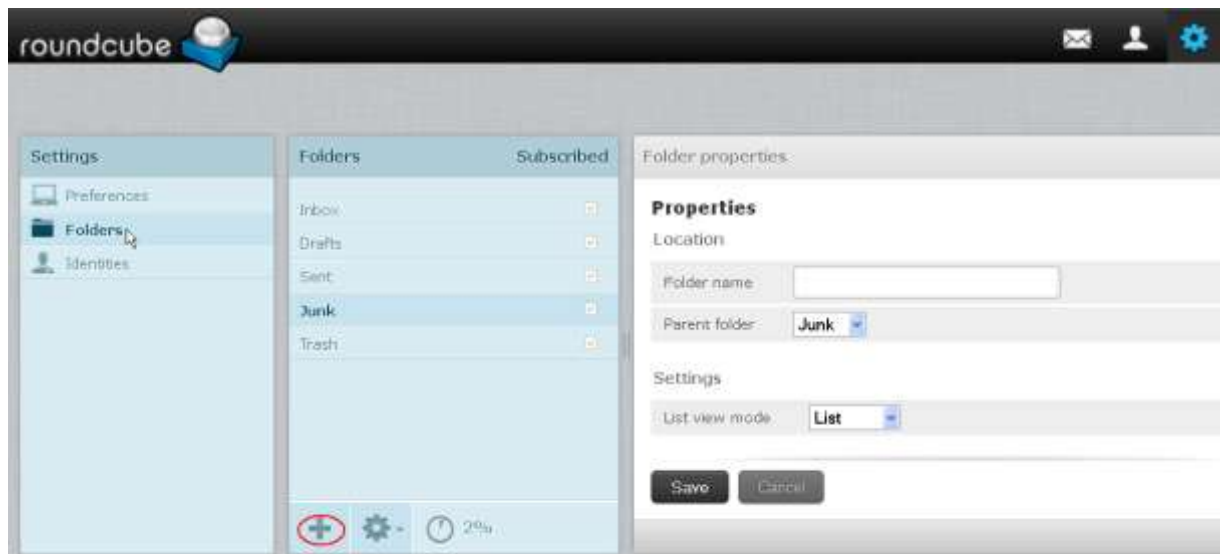 roundcube
Settings
Preferences
Folders
Identities
Folders Subscribed
Inbox
Drafts
Sent
Junk
Trash
2%
Folder properties
Properties
Location
Folder name
Parent folder Junk
Settings
List view mode List
Save Cancel